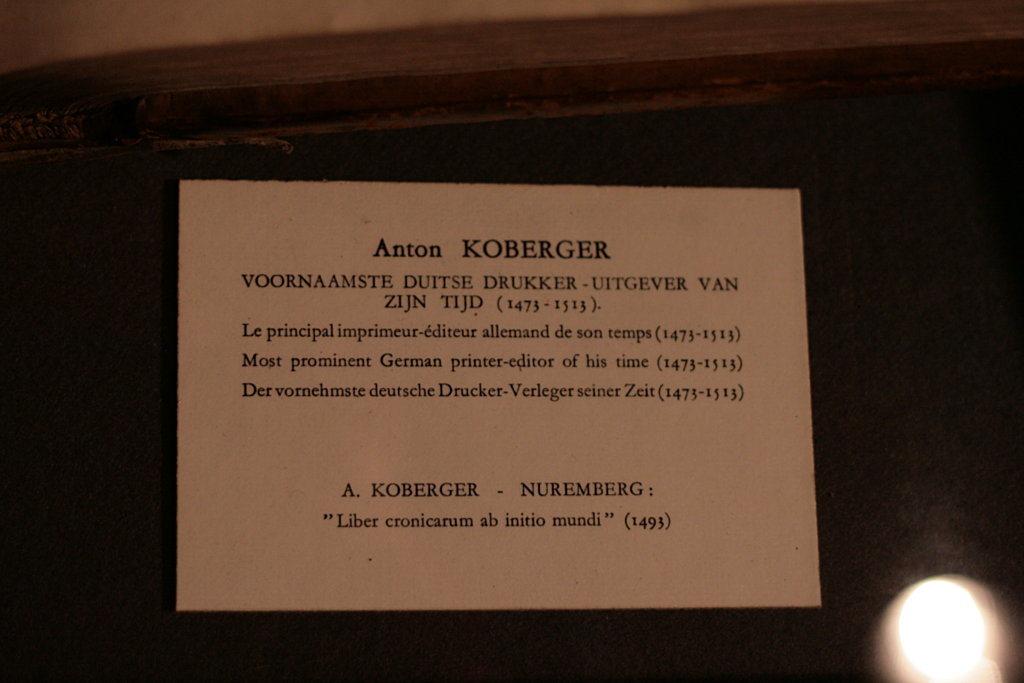 Anton KOBERGER
VOORNAAMSTE DUITSE DRUKKER-UITGEVER VAN
ZIJN TIJD (1473-1513).
Le principal imprimeur-éditeur allemand de son temps (1473-1513)
Most prominent German printer-editor of his time (1473-1513)
Der vornehmste deutsche Drucker-Verleger seiner Zeit (1473-1513)
A. KOBERGER - NUREMBERG:
”Liber cronicarum ab initio mundi” (1493)